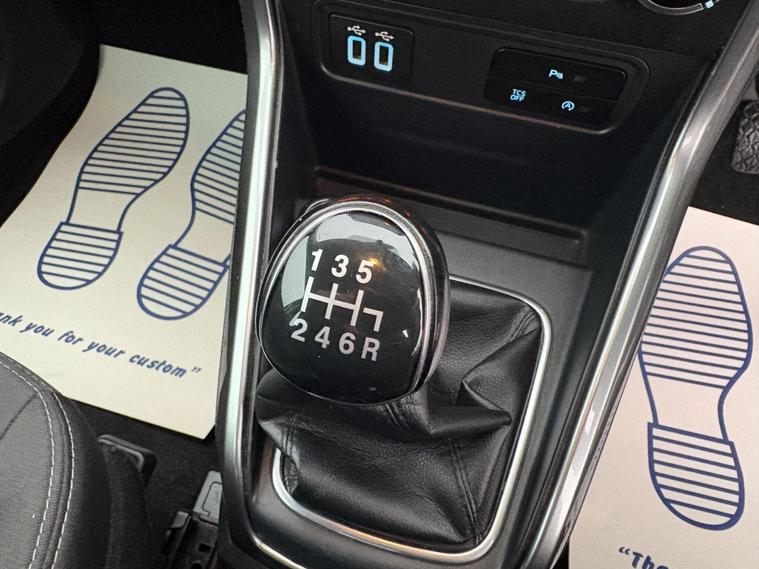 P
TCS
OFF
A
1 3 5
2 4 6 R
nk you for your custom"
"Tha